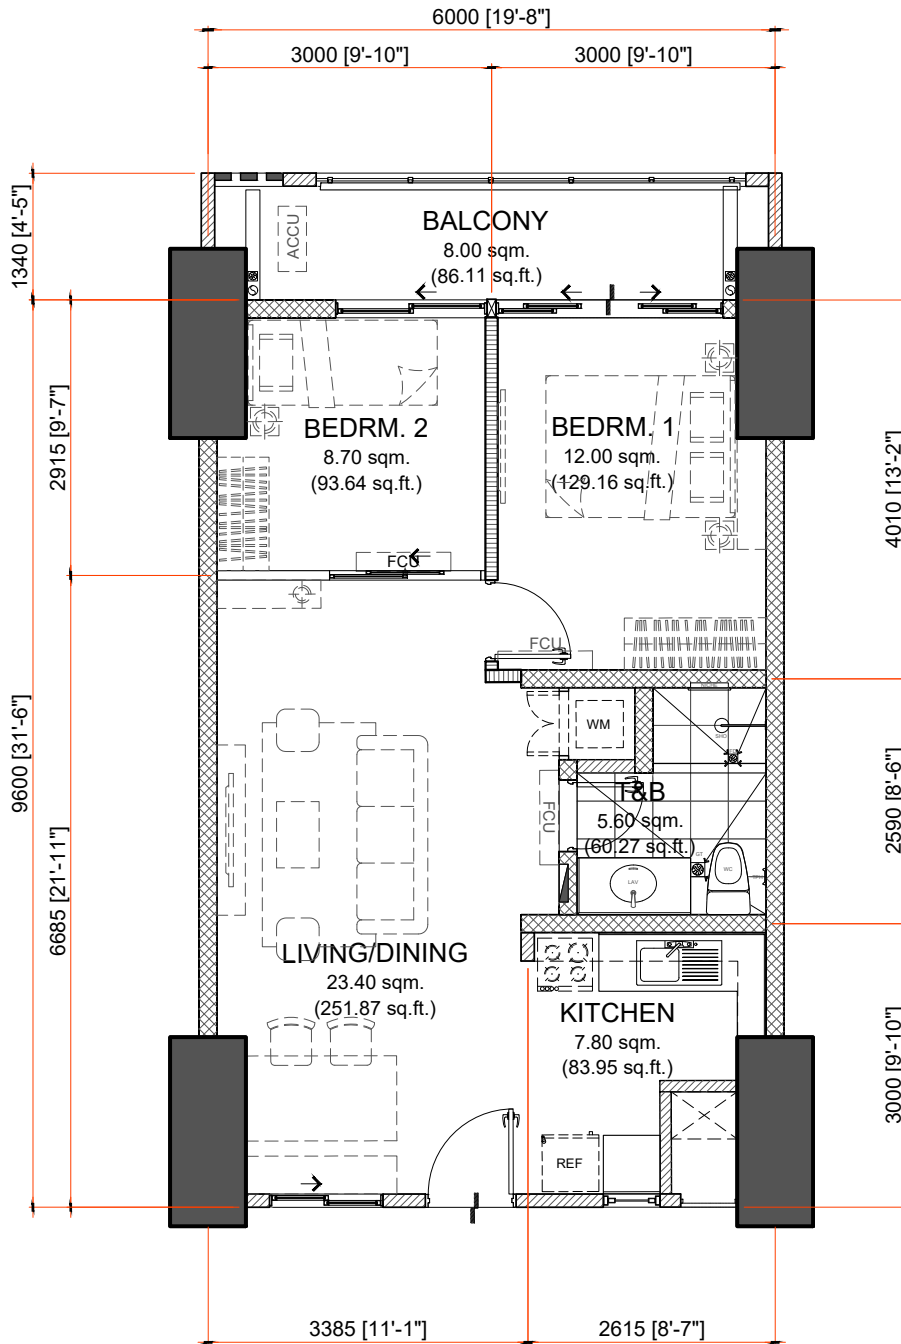 6000 [19'-8"]
3000 [9'-10"]
3000 [9'-10"]
1340 [4'-5"]
BALCONY
8.00 sqm.
(86.11 sq.ft.)
ACCU
2915 [9'-7"]
BEDRM. 2
8.70 sqm.
(93.64 sq.ft.)
BEDRM. 1
12.00 sqm.
(129.16 sq.ft.)
4010 [13'-2"]
FCU
FCU
9600 [31'-6"]
6685 [21'-11"]
WM
SHO
T&B
5.60 sqm.
(60.27 sq.ft.)
FCU
2590 [8'-6"]
LAV
WC
LIVING/DINING
23.40 sqm.
(251.87 sq.ft.)
KITCHEN
7.80 sqm.
(83.95 sq.ft.)
3000 [9'-10"]
REF
3385 [11'-1"]
2615 [8'-7"]